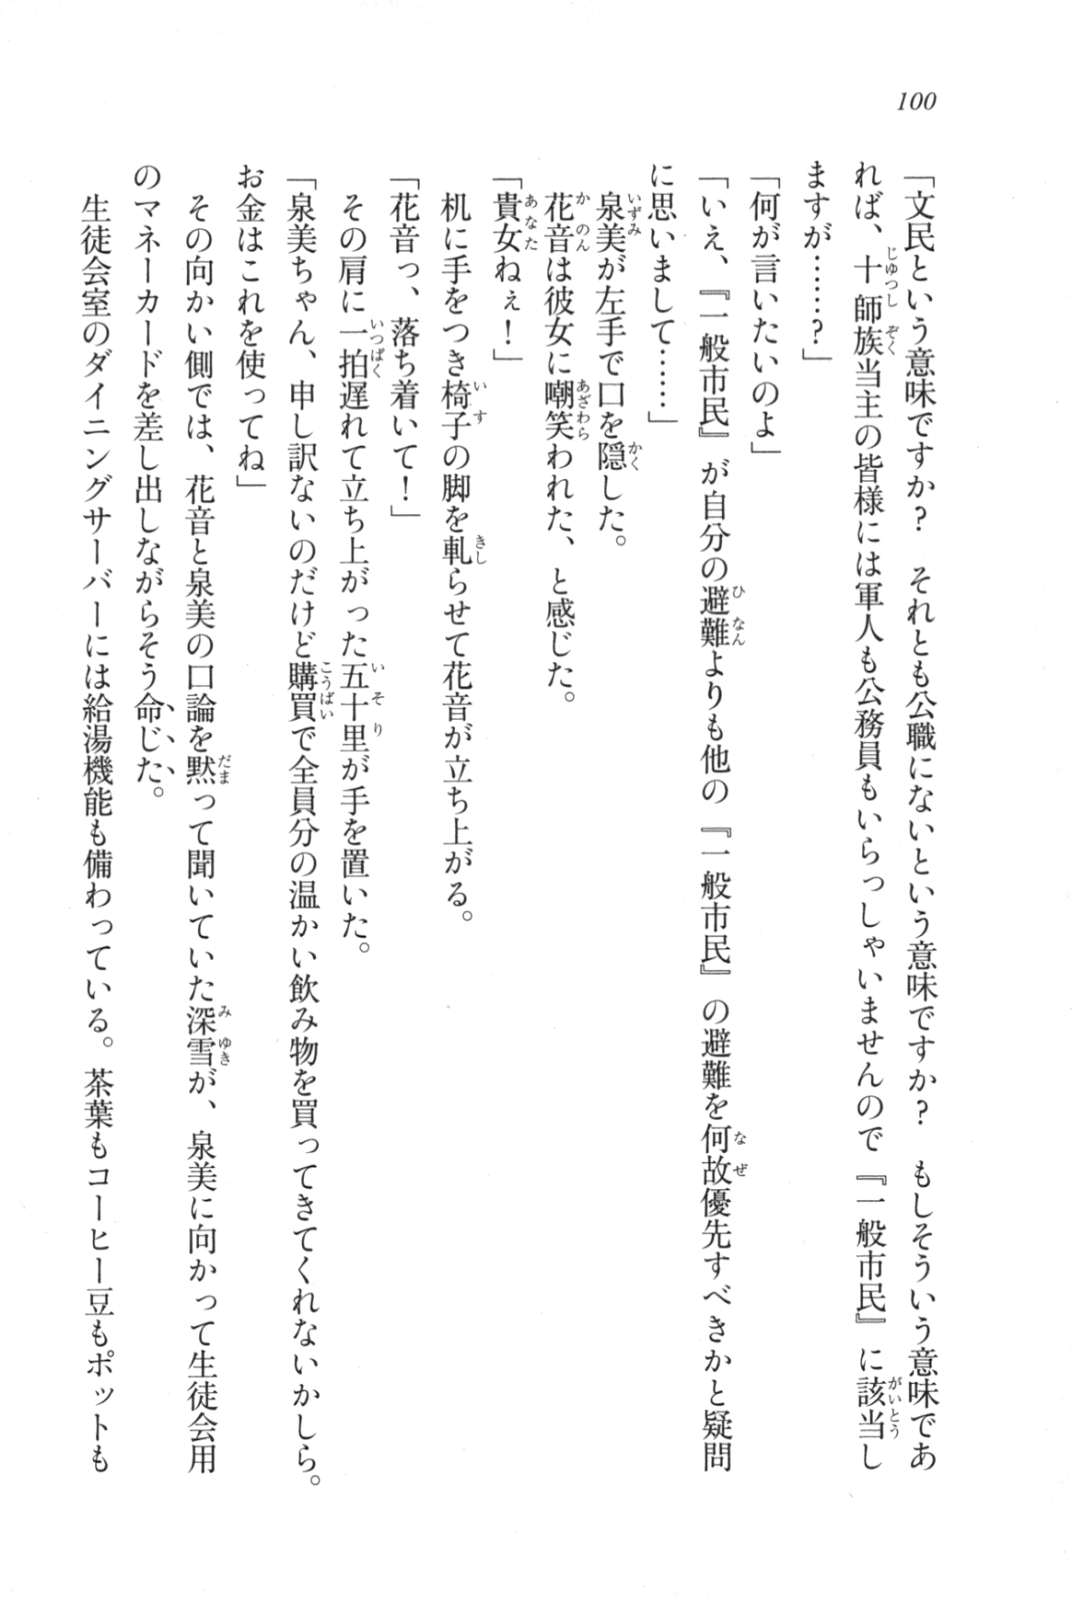 100
「文民という意味ですか？　それとも公職にないという意味ですか？　もしそういう意味であ
れば、十師族当主の皆様には軍人も公務員もいらっしゃいませんので『一般市民』に該当し
ますが……？」
「何が言いたいのよ」
「いえ、『一般市民』が自分の避難よりも他の『一般市民』の避難を何故優先すべきかと疑問
に思いまして……」
　泉美が左手で口を隠した。
　花音は彼女に嘲笑われた、と感じた。
「貴女ねぇ！」
　机に手をつき椅子の脚を軋らせて花音が立ち上がる。
「花音っ、落ち着いて！」
　その肩に一拍遅れて立ち上がった五十里が手を置いた。
「泉美ちゃん、申し訳ないのだけど購買で全員分の温かい飲み物を買ってきてくれないかしら。
お金はこれを使ってね」
　その向かい側では、花音と泉美の口論を黙って聞いていた深雪が、泉美に向かって生徒会用
のマネーカードを差し出しながらそう命じた。
　生徒会室のダイニングサーバーには給湯機能も備わっている。茶葉もコーヒー豆もポットも